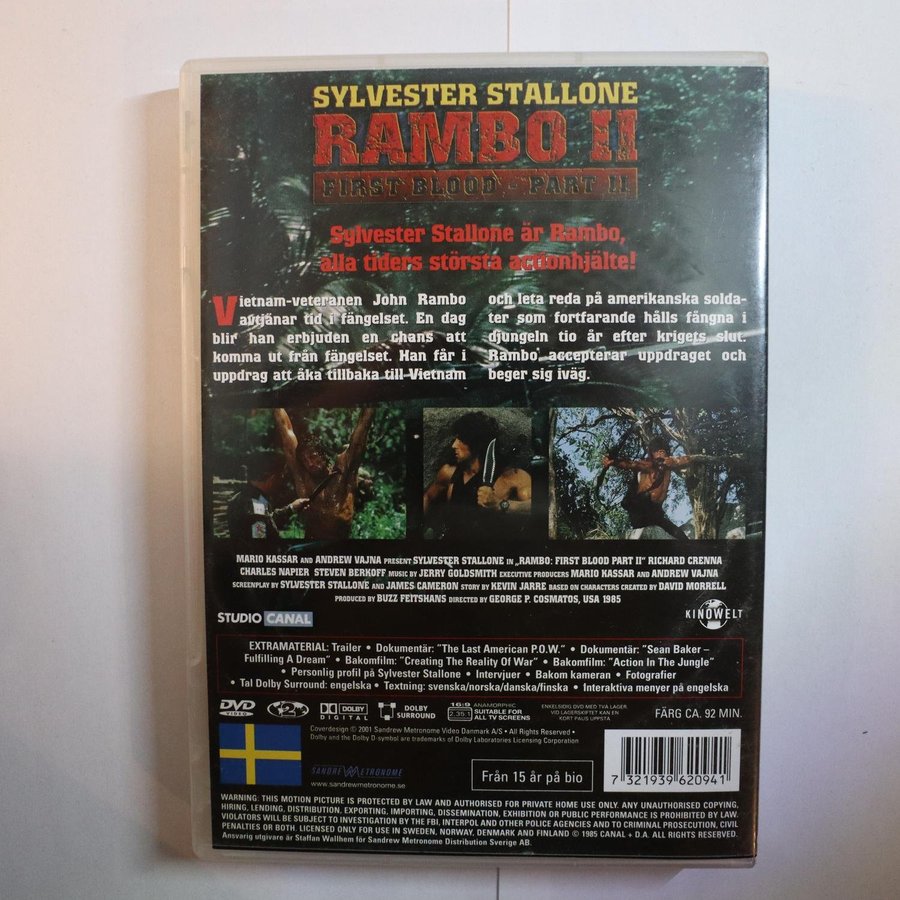 SYLVESTER STALLONE
RAMBO II
FIRST BLOOD - PART II
Sylvester Stallone är Rambo,
alla tiders största actionhjälte!
Vietnam-veteranen John Rambo
avtjänar tid i fängelset. En dag
blir han erbjuden en chans att
komma ut från fängelset. Han får i
uppdrag att åka tillbaka till Vietnam
och leta reda på amerikanska solda-
ter som fortfarande hålls fängna i
djungeln tio år efter krigets slut.
Rambo accepterar uppdraget och
beger sig iväg.
MARIO KASSAR AND ANDREW VAJNA PRESENT SYLVESTER STALLONE IN „RAMBO: FIRST BLOOD PART II" RICHARD CRENNA
CHARLES NAPIER STEVEN BERKOFF MUSIC BY JERRY GOLDSMITH EXECUTIVE PRODUCERS MARIO KASSAR AND ANDREW VAJNA
SCREENPLAY BY SYLVESTER STALLONE AND JAMES CAMERON STORY BY KEVIN JARRE BASED ON CHARACTERS CREATED BY DAVID MORRELL
PRODUCED BY BUZZ FEITSHANS DIRECTED BY GEORGE P. COSMATOS, USA 1985
STUDIO CANAL
KINOWELT
EXTRAMATERIAL: Trailer • Dokumentär: "The Last American P.O.W." • Dokumentär: "Sean Baker –
Fulfilling A Dream" • Bakomfilm: "Creating The Reality Of War" • Bakomfilm: "Action In The Jungle"
• Personlig profil på Sylvester Stallone • Intervjuer • Bakom kameran • Fotografier
• Tal Dolby Surround: engelska • Textning: svenska/norska/danska/finska • Interaktiva menyer på engelska
DVD VIDEO
2
DOLBY DIGITAL
DOLBY SURROUND
16:9 2.35:1 ANAMORPHIC SUITABLE FOR ALL TV SCREENS
ENKELSIDIG DVD MED TVÅ LAGER.
VID LAGERSKIFTET KAN EN
KORT PAUS UPPSTÅ
FÄRG CA. 92 MIN.
Coverdesign © 2001 Sandrew Metronome Video Danmark A/S • All Rights Reserved •
Dolby and the Dolby D-symbol are trademarks of Dolby Laboratories Licensing Corporation
SANDREW METRONOME
www.sandrewmetronome.se
Från 15 år på bio
7 321939 620941
WARNING: THIS MOTION PICTURE IS PROTECTED BY LAW AND AUTHORISED FOR PRIVATE HOME USE ONLY. ANY UNAUTHORISED COPYING,
HIRING, LENDING, DISTRIBUTION, EXPORTING, IMPORTING, DISSEMINATION, EXHIBITION OR PUBLIC PERFORMANCE IS PROHIBITED BY LAW.
VIOLATORS WILL BE SUBJECT TO INVESTIGATION BY THE FBI, INTERPOL AND OTHER POLICE AGENCIES AND TO CRIMINAL PROSECUTION, CIVIL
PENALTIES OR BOTH. LICENSED ONLY FOR USE IN SWEDEN, NORWAY, DENMARK AND FINLAND © 1985 CANAL + D.A. ALL RIGHTS RESERVED.
Ansvarig utgivare är Staffan Wallhem för Sandrew Metronome Distribution Sverige AB.